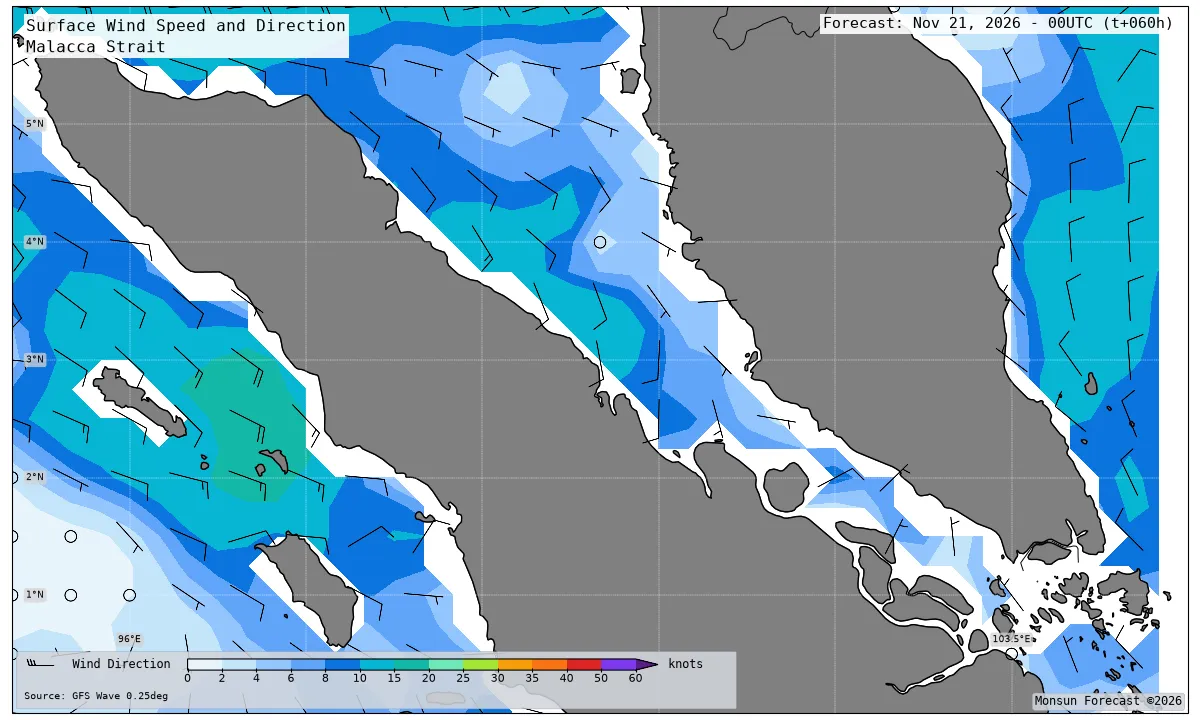 Surface Wind Speed and Direction
Malacca Strait
Forecast: Nov 21, 2026 - 00UTC (t+060h)
5°N
4°N
3°N
2°N
1°N
96°E
103.5°E
Wind Direction
knots
0 2 4 6 8 10 15 20 25 30 35 40 50 60
Source: GFS Wave 0.25deg
Monsun Forecast ©2026